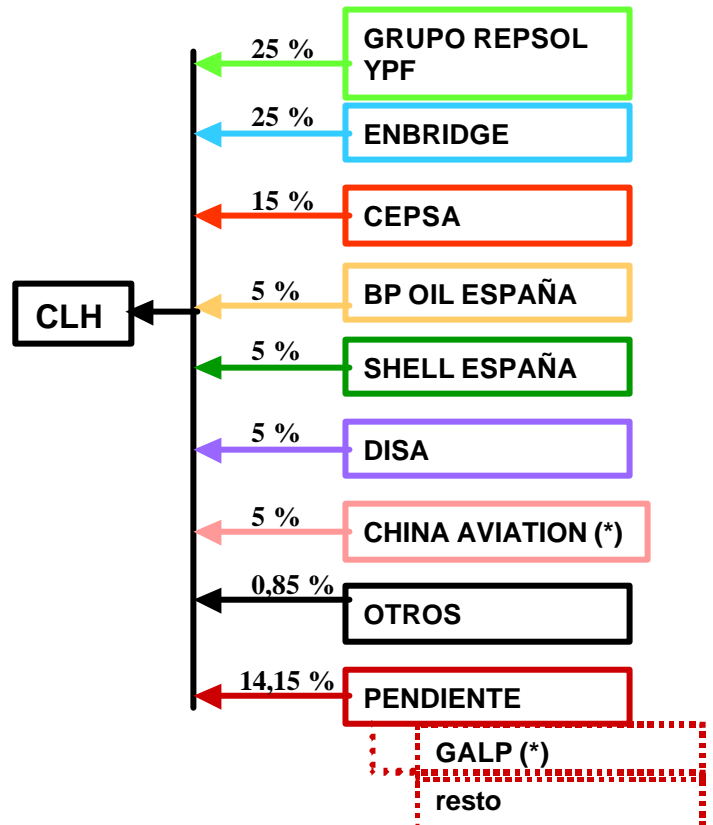 25 %
GRUPO REPSOL
YPF
25 %
ENBRIDGE
15 %
CEPSA
CLH
5 %
BP OIL ESPAÑA
5 %
SHELL ESPAÑA
5 %
DISA
5 %
CHINA AVIATION (*)
0,85 %
OTROS
14,15 %
PENDIENTE
GALP (*)
resto